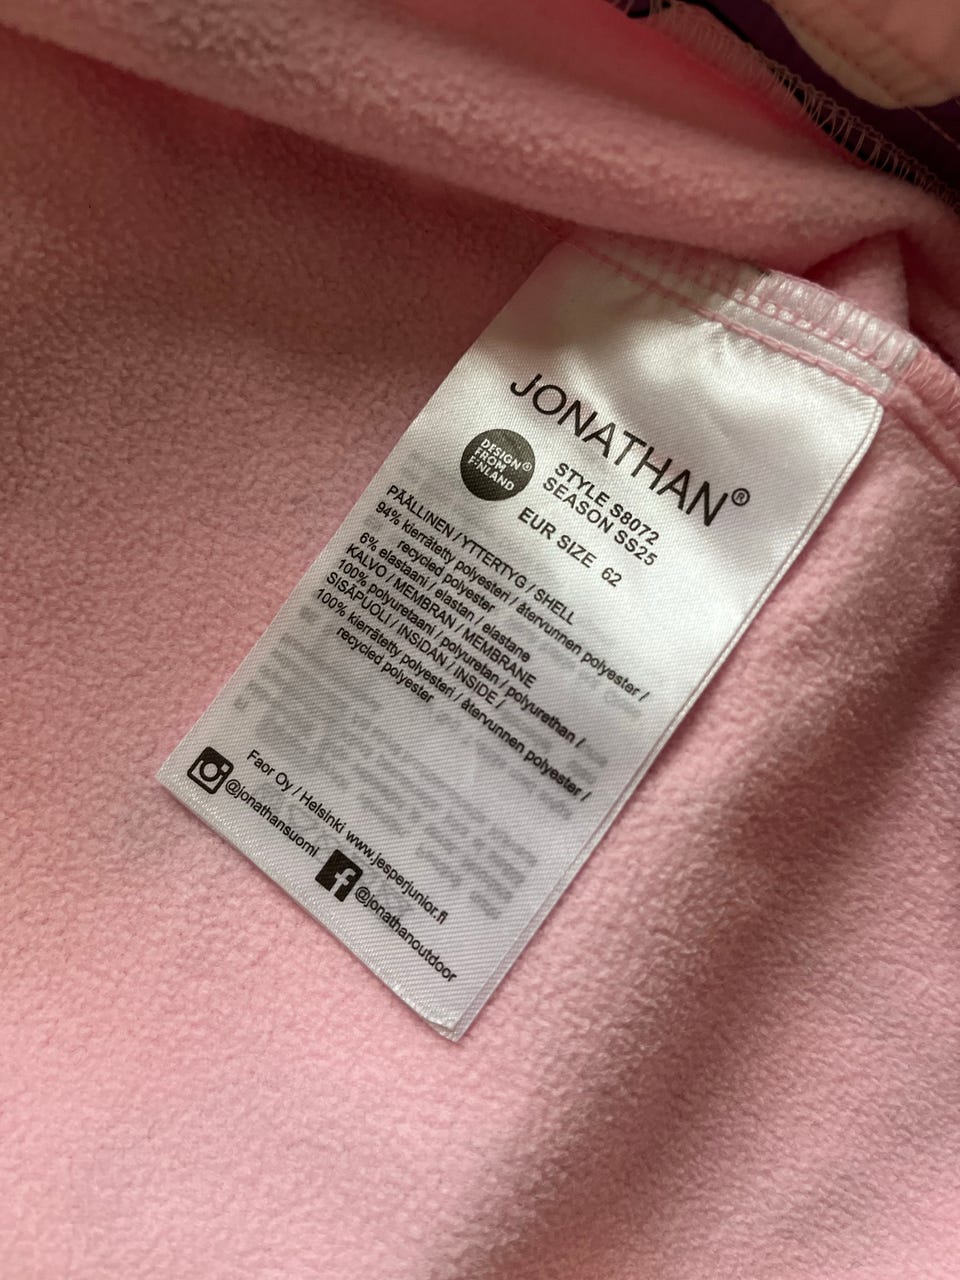 JONATHAN®
DESIGN®
FROM
FINLAND
STYLE S8072
SEASON SS25
EUR SIZE 62
PÄÄLLINEN / YTTERTYG / SHELL
94% kierrätetty polyesteri / återvunnen polyester /
recycled polyester
6% elastaani / elastan / elastane
KALVO / MEMBRAN / MEMBRANE
100% polyuretaani / polyuretan / polyurethan /
SISÄPUOLI / INSIDAN / INSIDE /
100% kierrätetty polyesteri / återvunnen polyester /
recycled polyester
Faor Oy / Helsinki www.jesperjunior.fi
@jonathansuomi @jonathanoutdoor